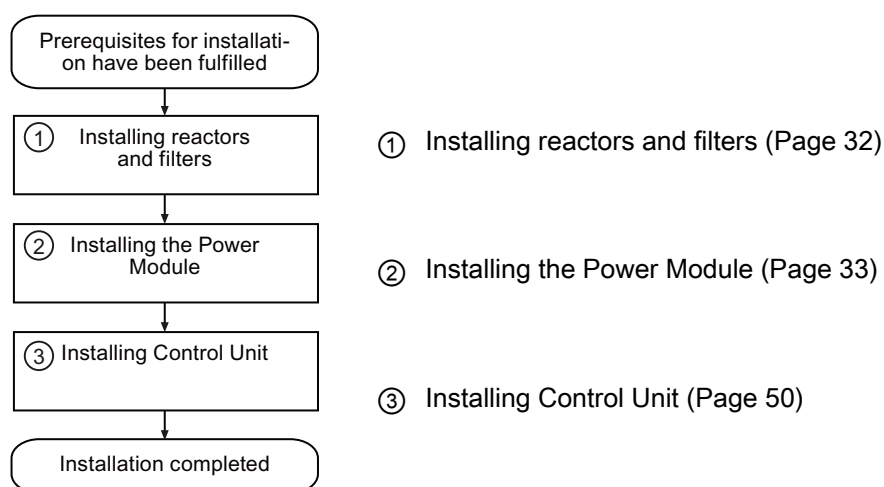 Prerequisites for installati-
on have been fulfilled
① Installing reactors
and filters
② Installing the Power
Module
③ Installing Control Unit
Installation completed
① Installing reactors and filters (Page 32)
② Installing the Power Module (Page 33)
③ Installing Control Unit (Page 50)